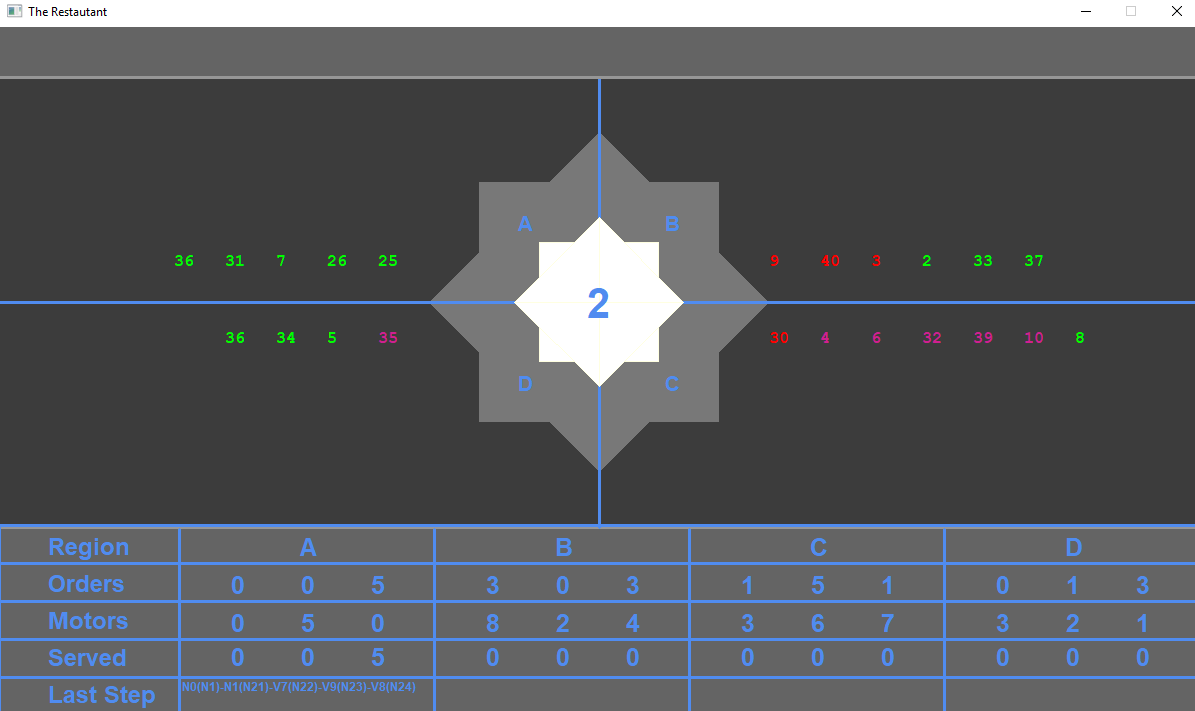 The Restautant
A B
36 31 7 26 25 9 40 3 2 33 37
2
36 34 5 35 30 4 6 32 39 10 8
D C
Region A B C D
Orders 0 0 5 3 0 3 1 5 1 0 1 3
Motors 0 5 0 8 2 4 3 6 7 3 2 1
Served 0 0 5 0 0 0 0 0 0 0 0 0
Last Step N0(N1)-N1(N21)-V7(N22)-V9(N23)-V8(N24)